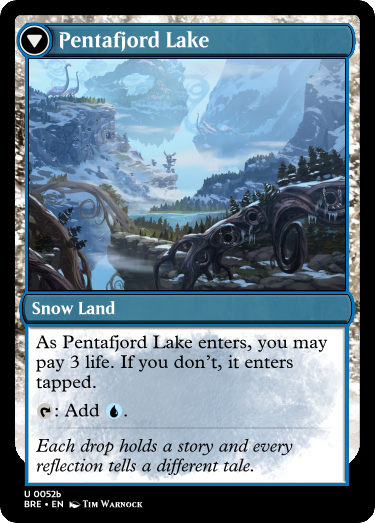 Pentafjord Lake
Snow Land
As Pentafjord Lake enters, you may
pay 3 life. If you don't, it enters
tapped.
: Add .
Each drop holds a story and every
reflection tells a different tale.
U 0052b
BRE • EN Tim Warnock